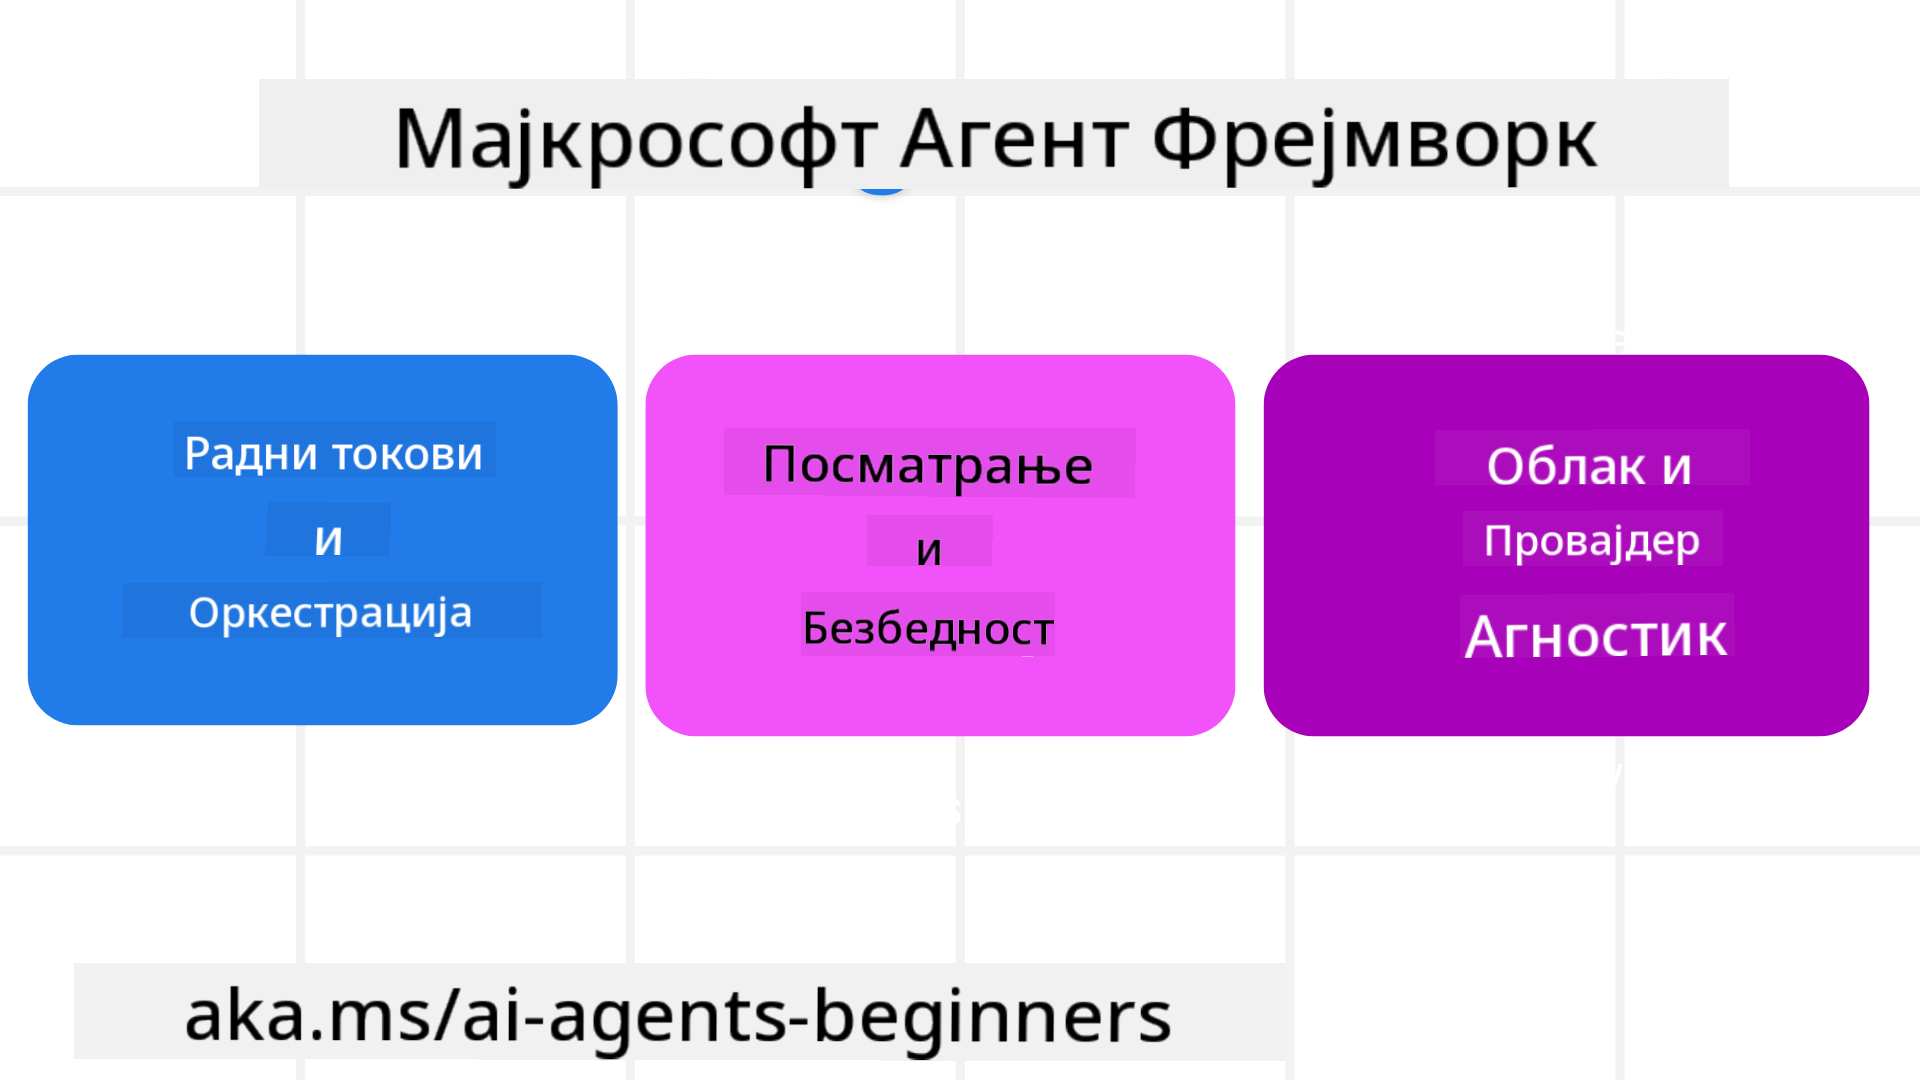 Мајкрософт Агент Фрејмворк
Радни токови
и
Оркестрација
Посматрање
и
Безбедност
Облак и
Провајдер
Агностик
aka.ms/ai-agents-beginners